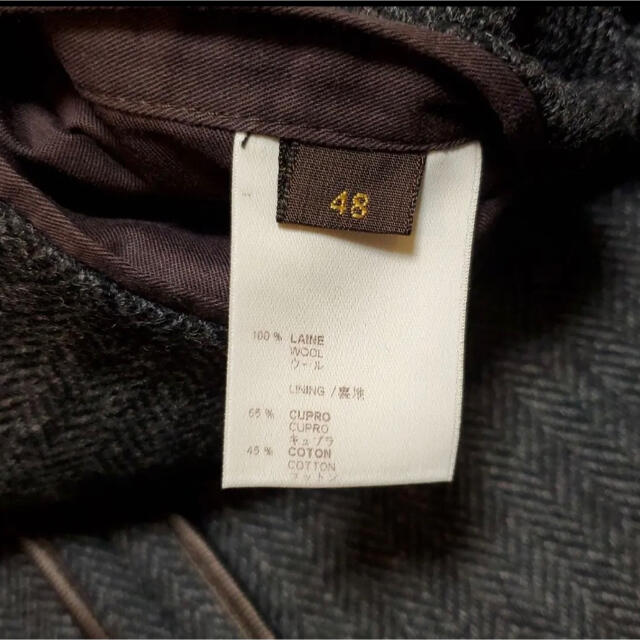 48
100 % LAINE
WOOL
ウール
LINING / 裏地
55 % CUPRO
CUPRO
キュプラ
45 % COTON
COTTON
コットン